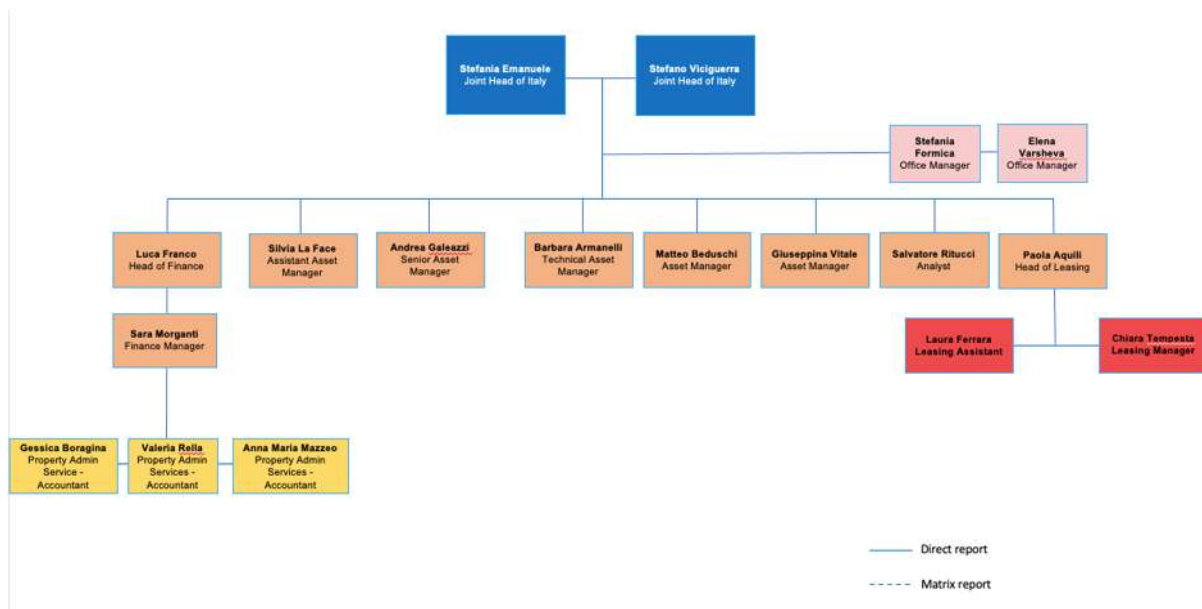 Stefania Emanuele
Joint Head of Italy
Stefano Viciguerra
Joint Head of Italy
Stefania
Formica
Office Manager
Elena
Varsheva
Office Manager
Luca Franco
Head of Finance
Silvia La Face
Assistant Asset
Manager
Andrea Galeazzi
Senior Asset
Manager
Barbara Armanelli
Technical Asset
Manager
Matteo Beduschi
Asset Manager
Giuseppina Vitale
Asset Manager
Salvatore Ritucci
Analyst
Paola Aquili
Head of Leasing
Sara Morganti
Finance Manager
Laura Ferrara
Leasing Assistant
Chiara Tempesta
Leasing Manager
Gessica Boragina
Property Admin
Service -
Accountant
Valeria Rella
Property Admin
Services -
Accountant
Anna Maria Mazzeo
Property Admin
Services -
Accountant
Direct report
Matrix report